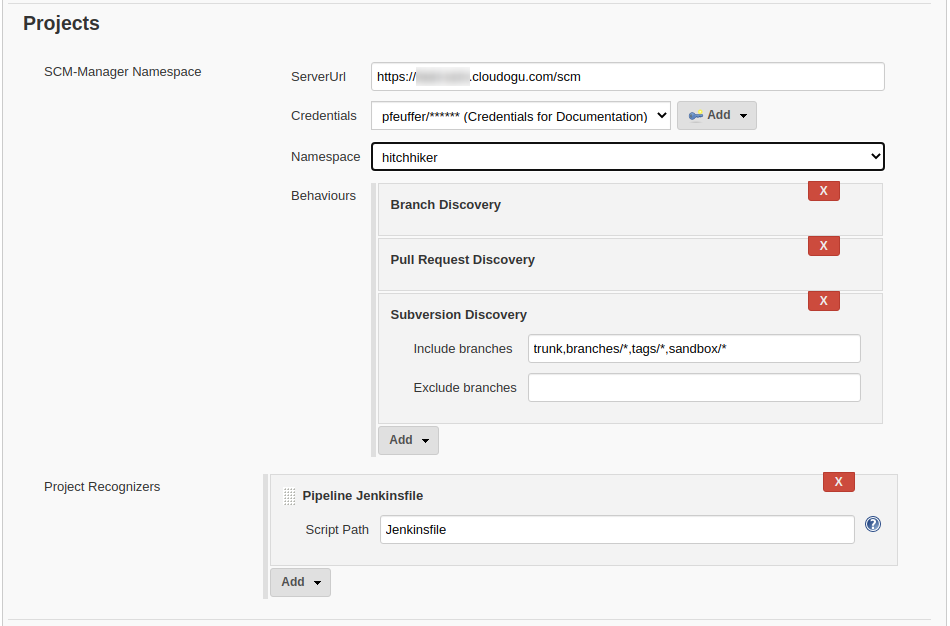 Projects
SCM-Manager Namespace
ServerUrl
https://.cloudogu.com/scm
Credentials
pfeuffer/****** (Credentials for Documentation)
Add
Namespace
hitchhiker
Behaviours
X
Branch Discovery
X
Pull Request Discovery
X
Subversion Discovery
Include branches
trunk,branches/*,tags/*,sandbox/*
Exclude branches
Add
Project Recognizers
X
Pipeline Jenkinsfile
Script Path
Jenkinsfile
?
Add